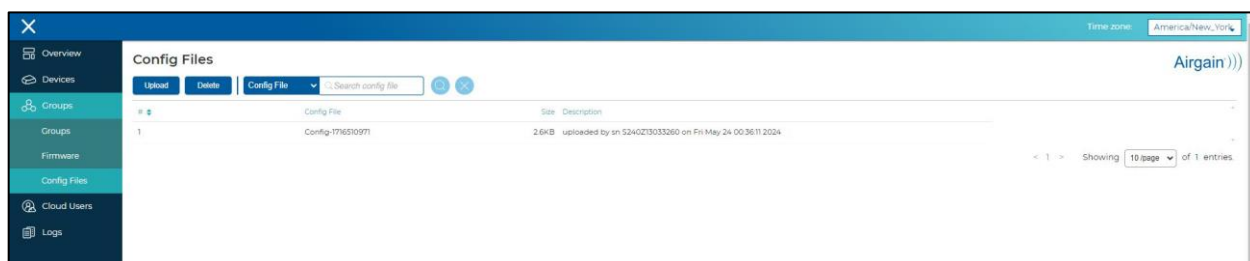 Time zone: America/New_York
Overview
Devices
Groups
Groups
Firmware
Config Files
Cloud Users
Logs
Config Files
Airgain
Upload Delete Config File Search config file
# Config File Size Description
1 Config-1716510971 2.6KB uploaded by sn S240Z13033260 on Fri May 24 00:36:11 2024
< 1 > Showing 10 /page of 1 entries.